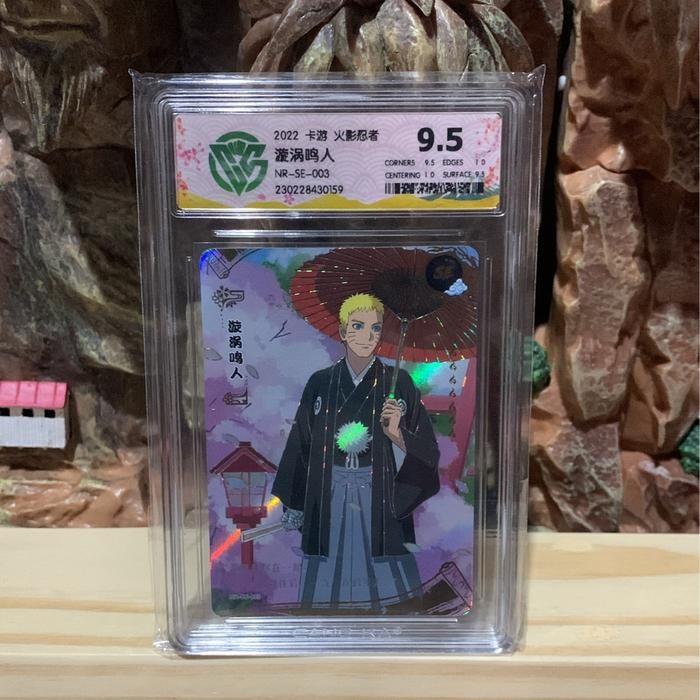 2022 卡游 火影忍者
漩涡鸣人
NR-SE-003
230228430159
9.5
CORNERS 9.5 EDGES 10
CENTERING 10 SURFACE 9.5
SE
漩涡鸣人